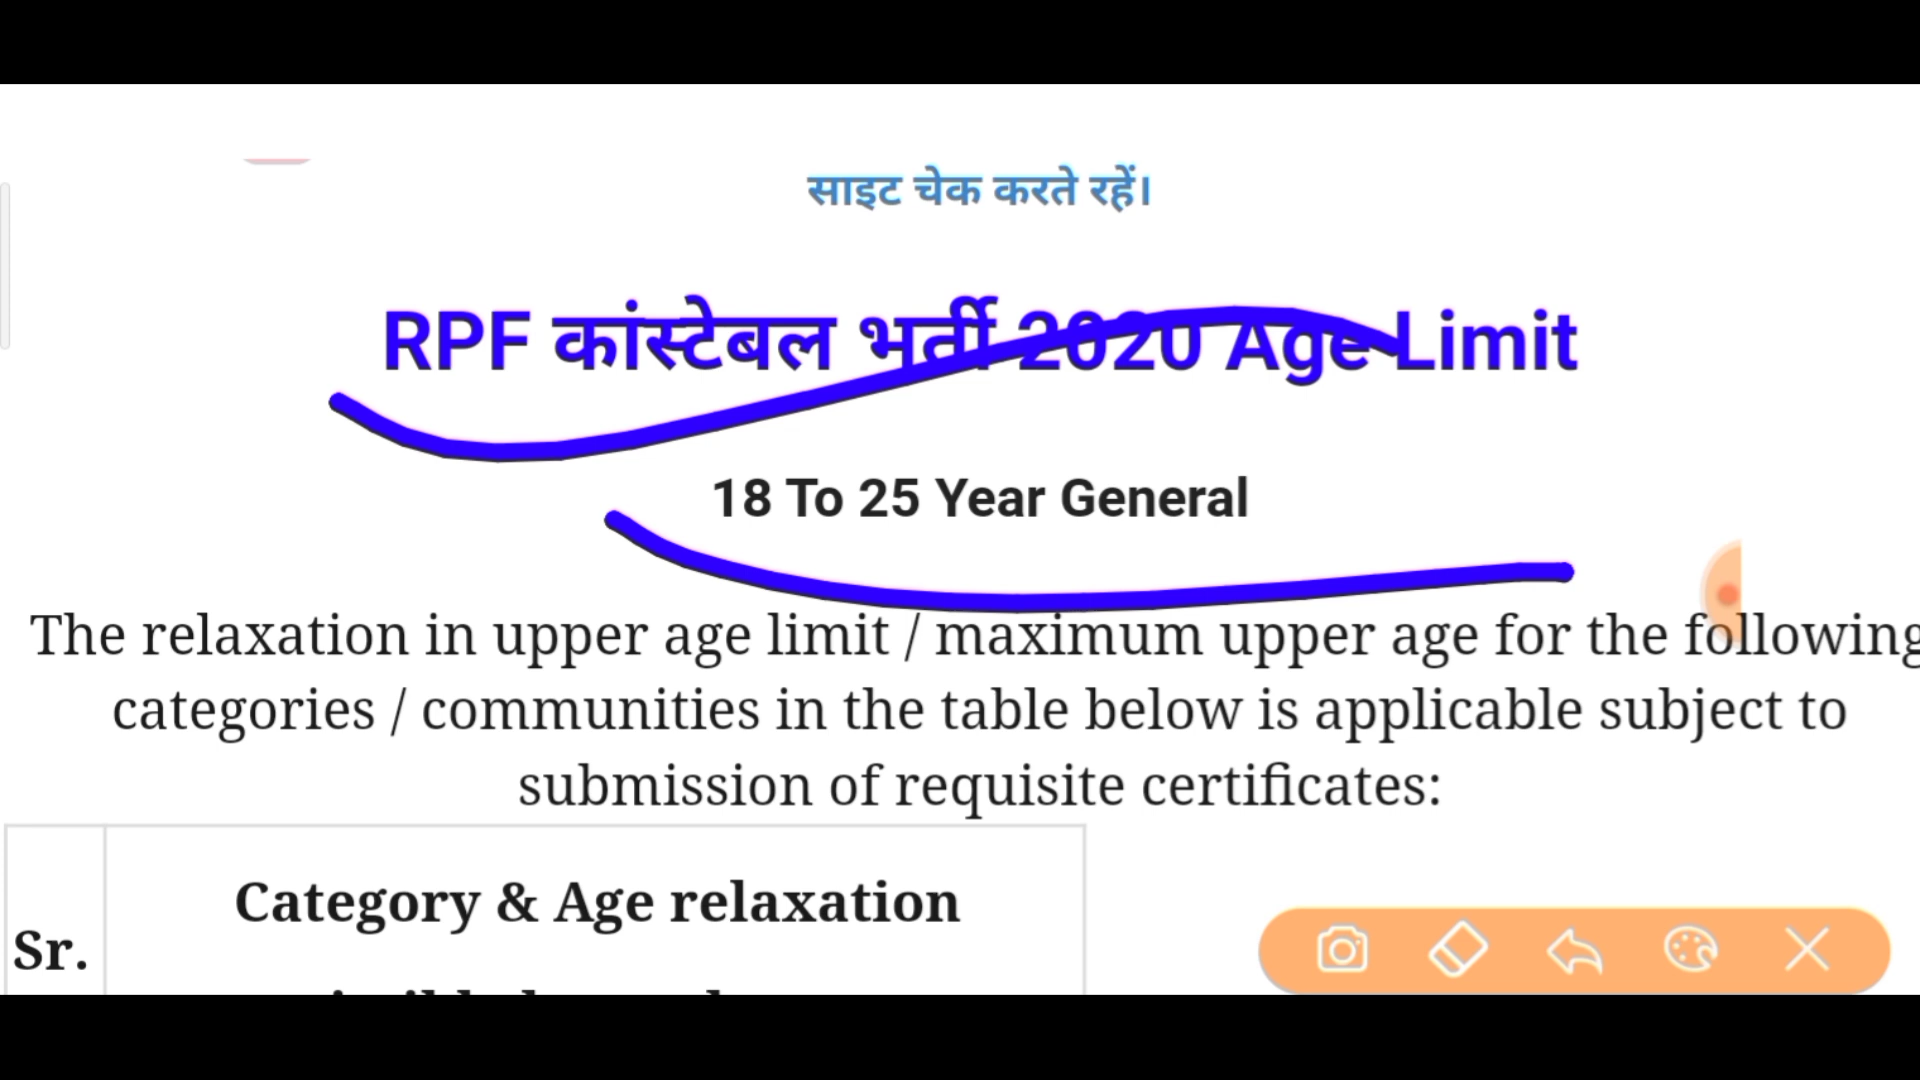 साइट चेक करते रहें।
RPF कांस्टेबल भर्ती 2020 Age Limit
18 To 25 Year General
The relaxation in upper age limit / maximum upper age for the following
categories / communities in the table below is applicable subject to
submission of requisite certificates:
Category & Age relaxation
Sr.